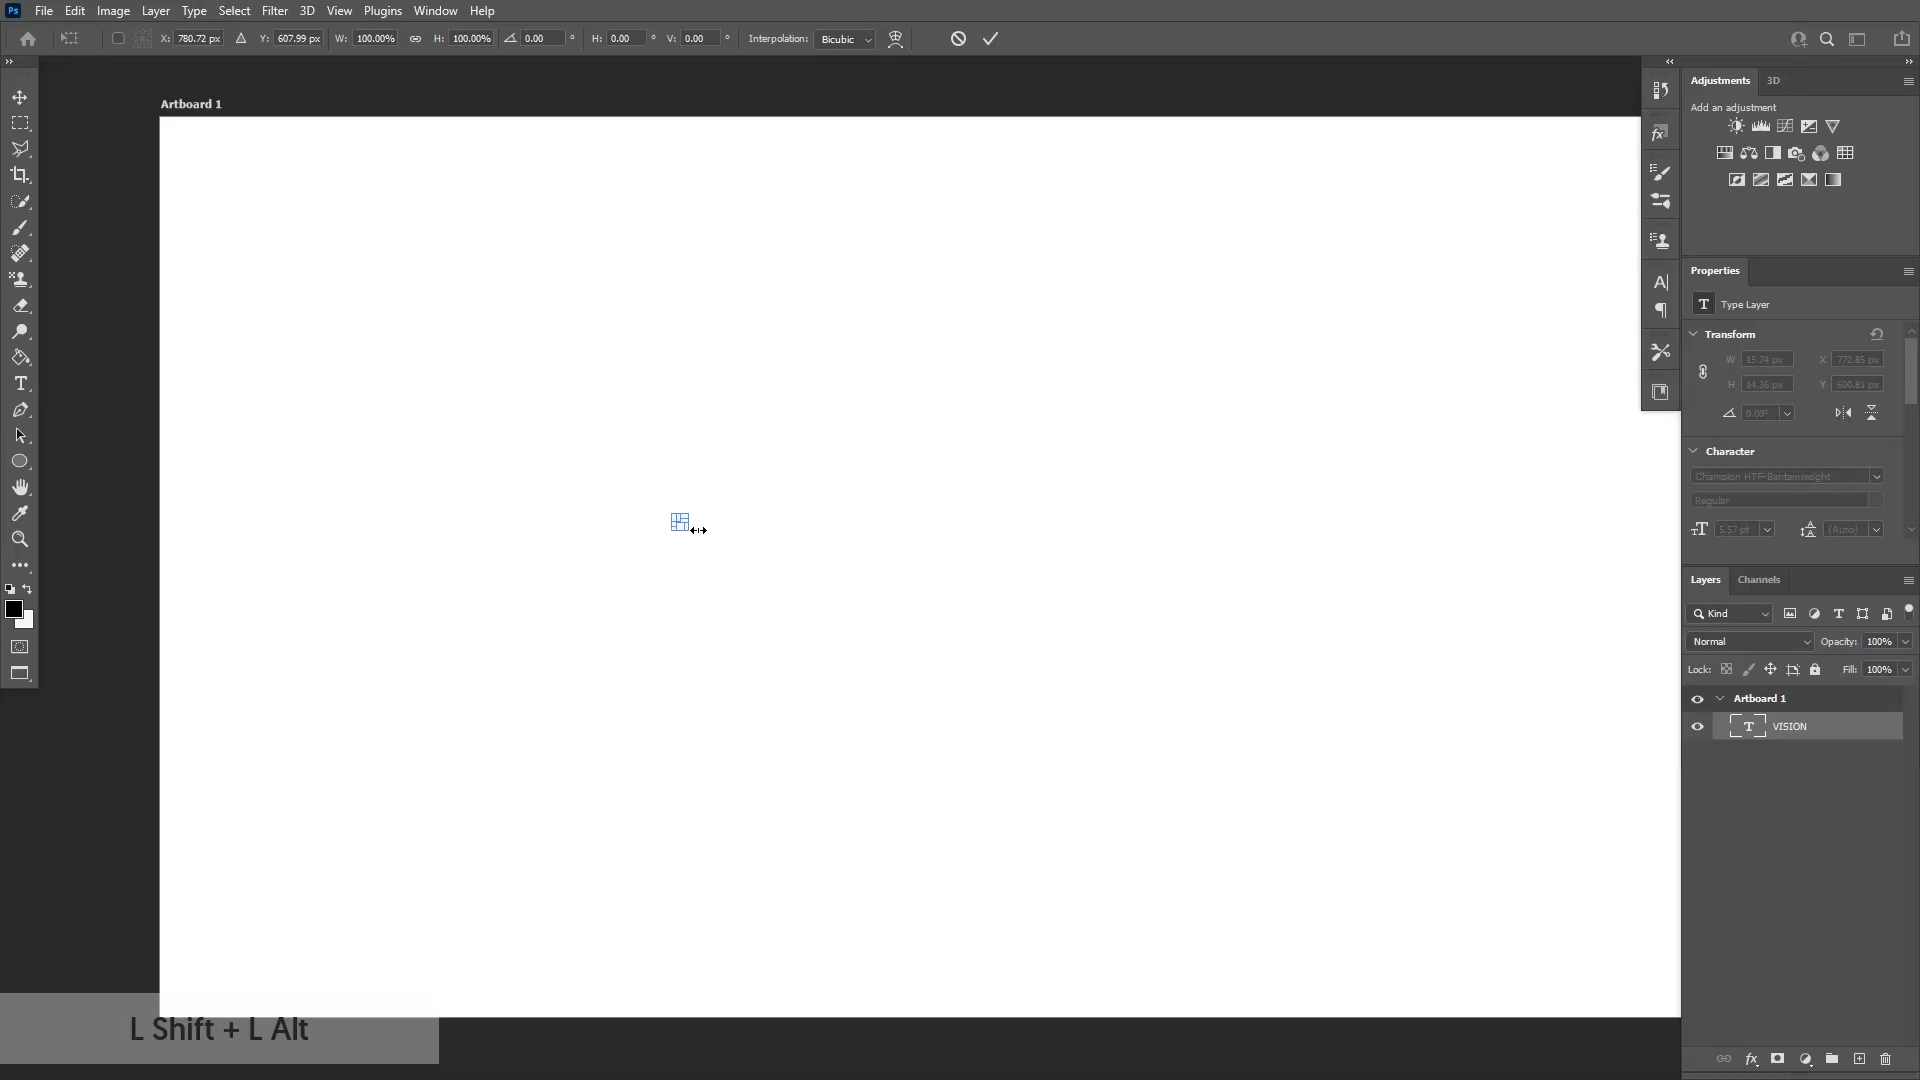 Ps File Edit Image Layer Type Select Filter 3D View Plugins Window Help
X: 780.72 px Y: 607.99 px W: 100.00% H: 100.00% 0.00 ° H: 0.00 ° V: 0.00 ° Interpolation: Bicubic
Artboard 1
Adjustments 3D
Add an adjustment
Properties
T Type Layer
Transform
W 15.74 px X 772.85 px
H 14.36 px Y 600.81 px
0.00°
Character
Champion HTF-Bantamweight
Regular
5.57 pt (Auto)
Layers Channels
Kind
Normal Opacity: 100%
Lock: Fill: 100%
Artboard 1
T VISION
L Shift + L Alt